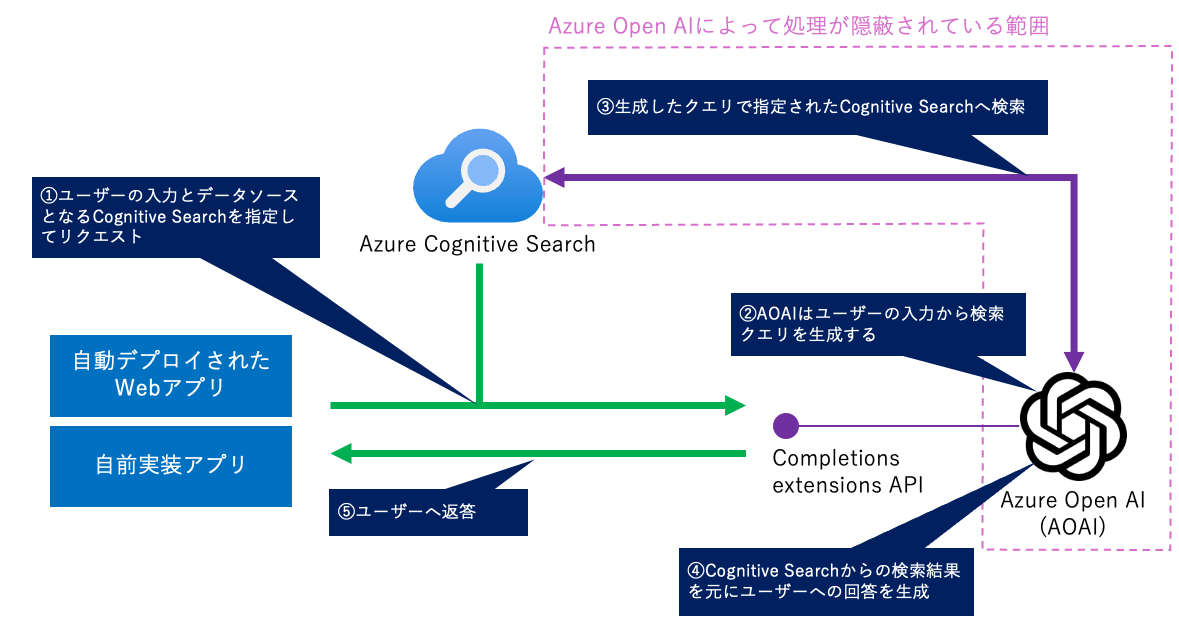 Azure Open AIによって処理が隠蔽されている範囲
③生成したクエリで指定されたCognitive Searchへ検索
①ユーザーの入力とデータソース
となるCognitive Searchを指定し
てリクエスト
Azure Cognitive Search
②AOAIはユーザーの入力から検索
クエリを生成する
自動デプロイされた
Webアプリ
自前実装アプリ
Completions
extensions API
Azure Open AI
(AOAI)
⑤ユーザーへ返答
④Cognitive Searchからの検索結果
を元にユーザーへの回答を生成